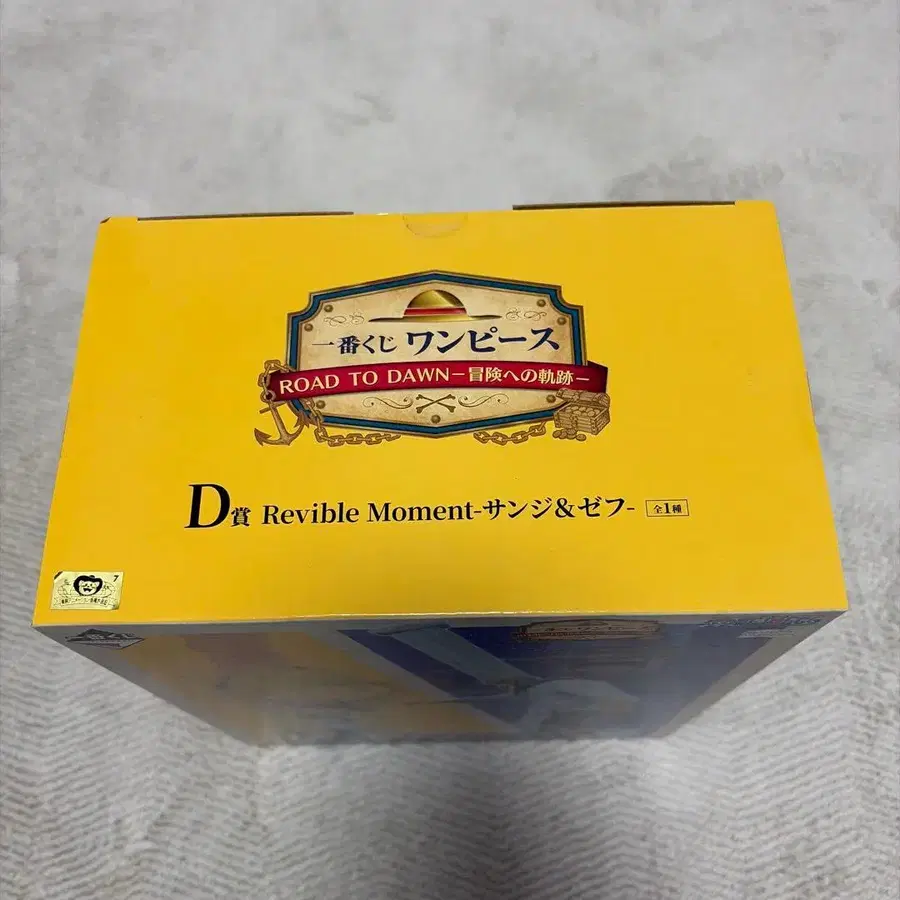 一番くじ ワンピース
ROAD TO DAWN－冒険への軌跡－
D賞 Revible Moment-サンジ&ゼフ- 全1種
7